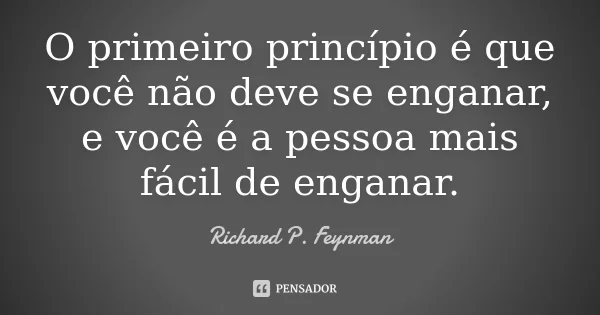 O primeiro princípio é que
você não deve se enganar,
e você é a pessoa mais
fácil de enganar.
Richard P. Feynman
PENSADOR